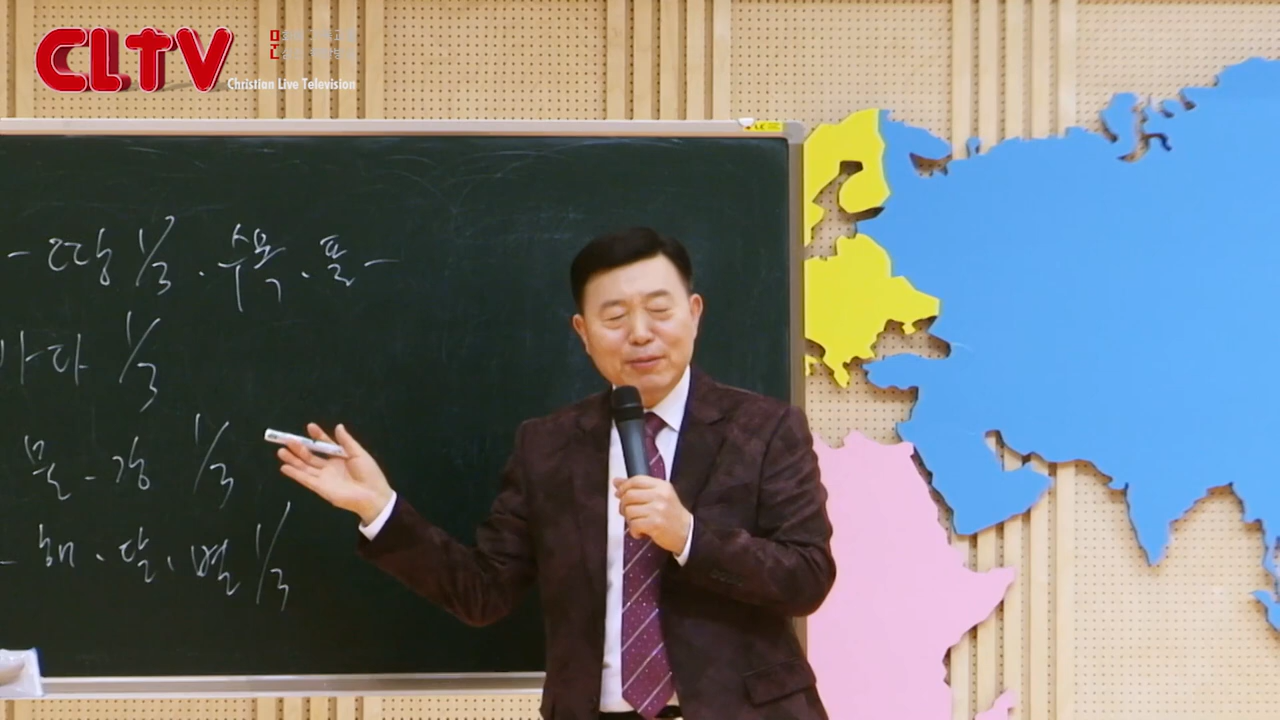 CLTV
Christian Live Television
- 땅 1/3 · 수목 · 풀 -
바다 1/3
물 - 강 1/3
- 해 · 달 · 별 1/3